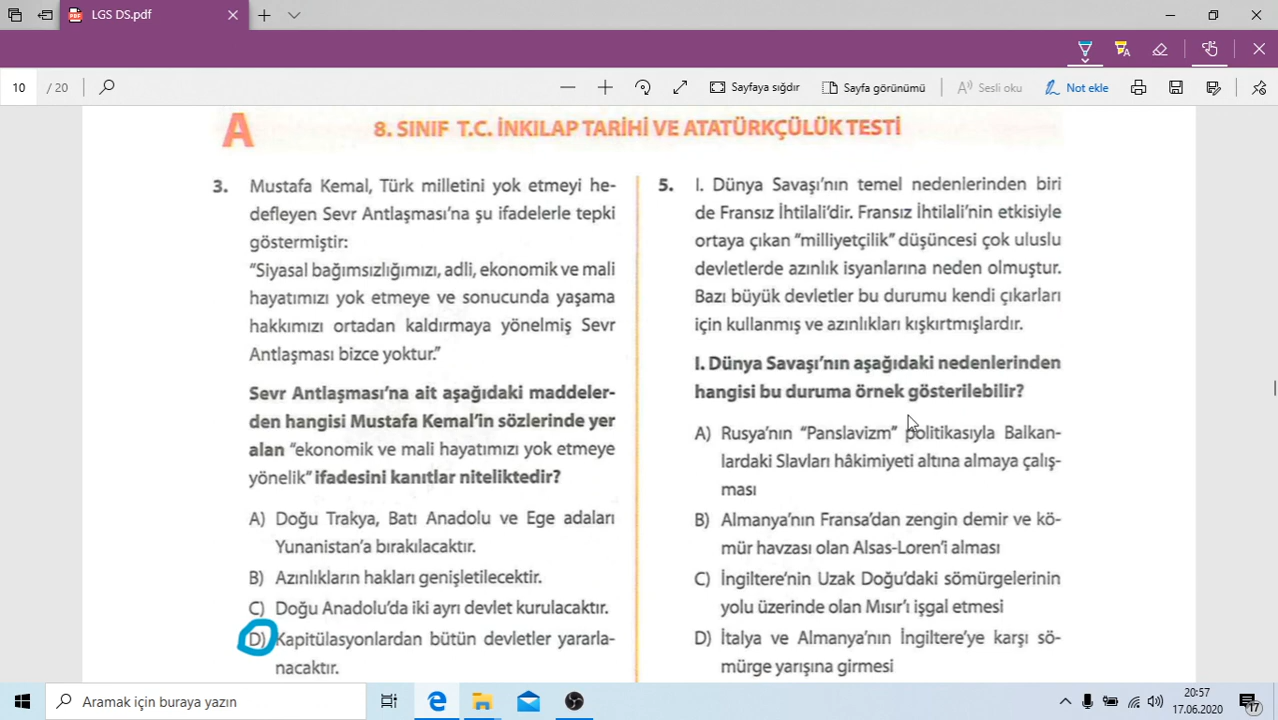 LGS DS.pdf
10 / 20
Sayfaya sığdır
Sayfa görünümü
Sesli oku
Not ekle
A
8. SINIF T.C. İNKILAP TARİHİ VE ATATÜRKÇÜLÜK TESTİ
3. Mustafa Kemal, Türk milletini yok etmeyi he-
defleyen Sevr Antlaşması’na şu ifadelerle tepki
göstermiştir:
“Siyasal bağımsızlığımızı, adli, ekonomik ve mali
hayatımızı yok etmeye ve sonucunda yaşama
hakkımızı ortadan kaldırmaya yönelmiş Sevr
Antlaşması bizce yoktur.”
Sevr Antlaşması’na ait aşağıdaki maddeler-
den hangisi Mustafa Kemal’in sözlerinde yer
alan “ekonomik ve mali hayatımızı yok etmeye
yönelik” ifadesini kanıtlar niteliktedir?
A) Doğu Trakya, Batı Anadolu ve Ege adaları
Yunanistan’a bırakılacaktır.
B) Azınlıkların hakları genişletilecektir.
C) Doğu Anadolu’da iki ayrı devlet kurulacaktır.
D) Kapitülasyonlardan bütün devletler yararla-
nacaktır.
5. I. Dünya Savaşı’nın temel nedenlerinden biri
de Fransız İhtilali’dir. Fransız İhtilali’nin etkisiyle
ortaya çıkan “milliyetçilik” düşüncesi çok uluslu
devletlerde azınlık isyanlarına neden olmuştur.
Bazı büyük devletler bu durumu kendi çıkarları
için kullanmış ve azınlıkları kışkırtmışlardır.
I. Dünya Savaşı’nın aşağıdaki nedenlerinden
hangisi bu duruma örnek gösterilebilir?
A) Rusya’nın “Panslavizm” politikasıyla Balkan-
lardaki Slavları hâkimiyeti altına almaya çalış-
ması
B) Almanya’nın Fransa’dan zengin demir ve kö-
mür havzası olan Alsas-Loren’i alması
C) İngiltere’nin Uzak Doğu’daki sömürgelerinin
yolu üzerinde olan Mısır’ı işgal etmesi
D) İtalya ve Almanya’nın İngiltere’ye karşı sö-
mürge yarışına girmesi
Aramak için buraya yazın
20:57
17.06.2020
17